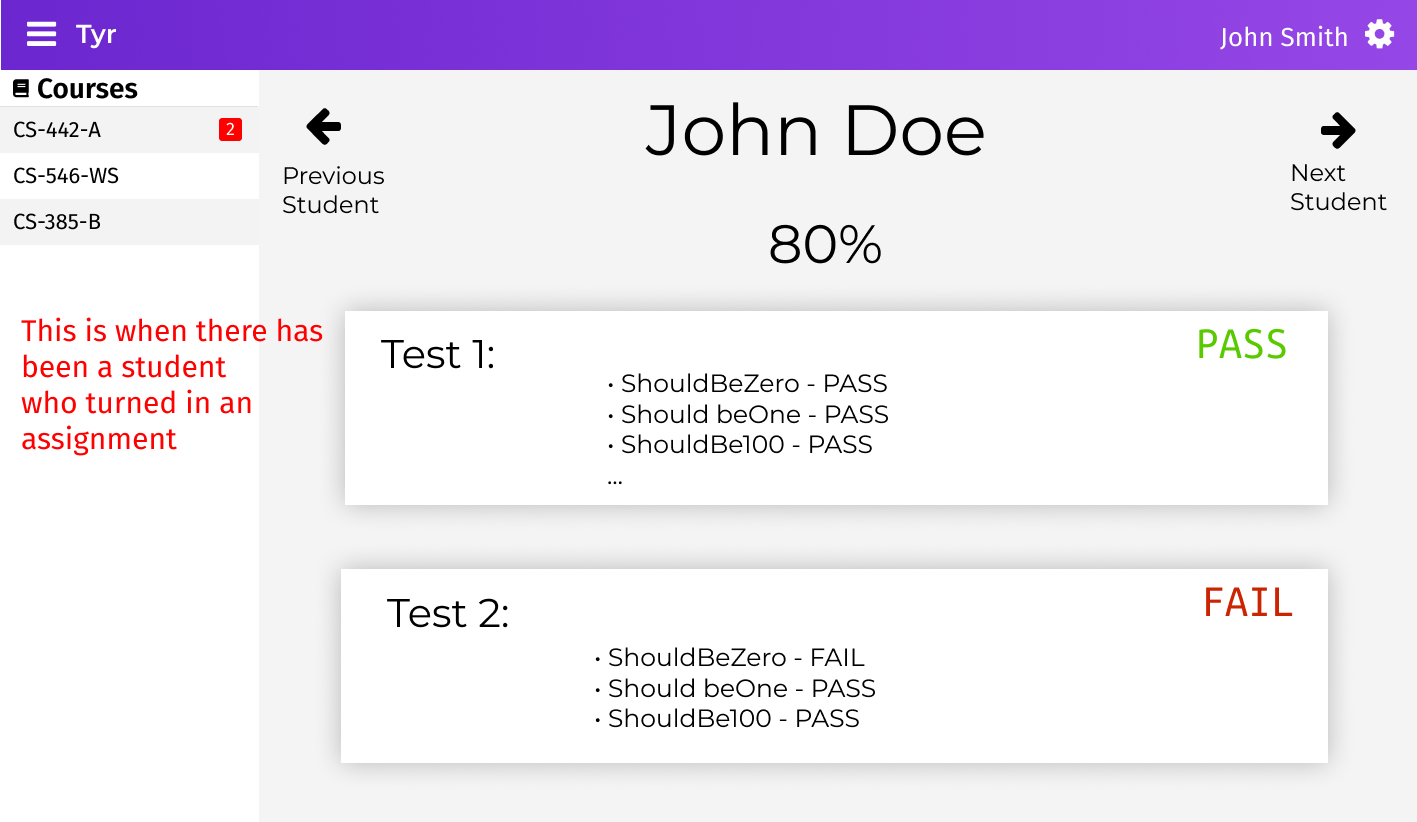 Tyr
John Smith
Courses
CS-442-A
2
CS-546-WS
CS-385-B
This is when there has
been a student
who turned in an
assignment
Previous
Student
John Doe
Next
Student
80%
Test 1:
PASS
• ShouldBeZero - PASS
• Should beOne - PASS
• ShouldBe100 - PASS
...
Test 2:
FAIL
• ShouldBeZero - FAIL
• Should beOne - PASS
• ShouldBe100 - PASS